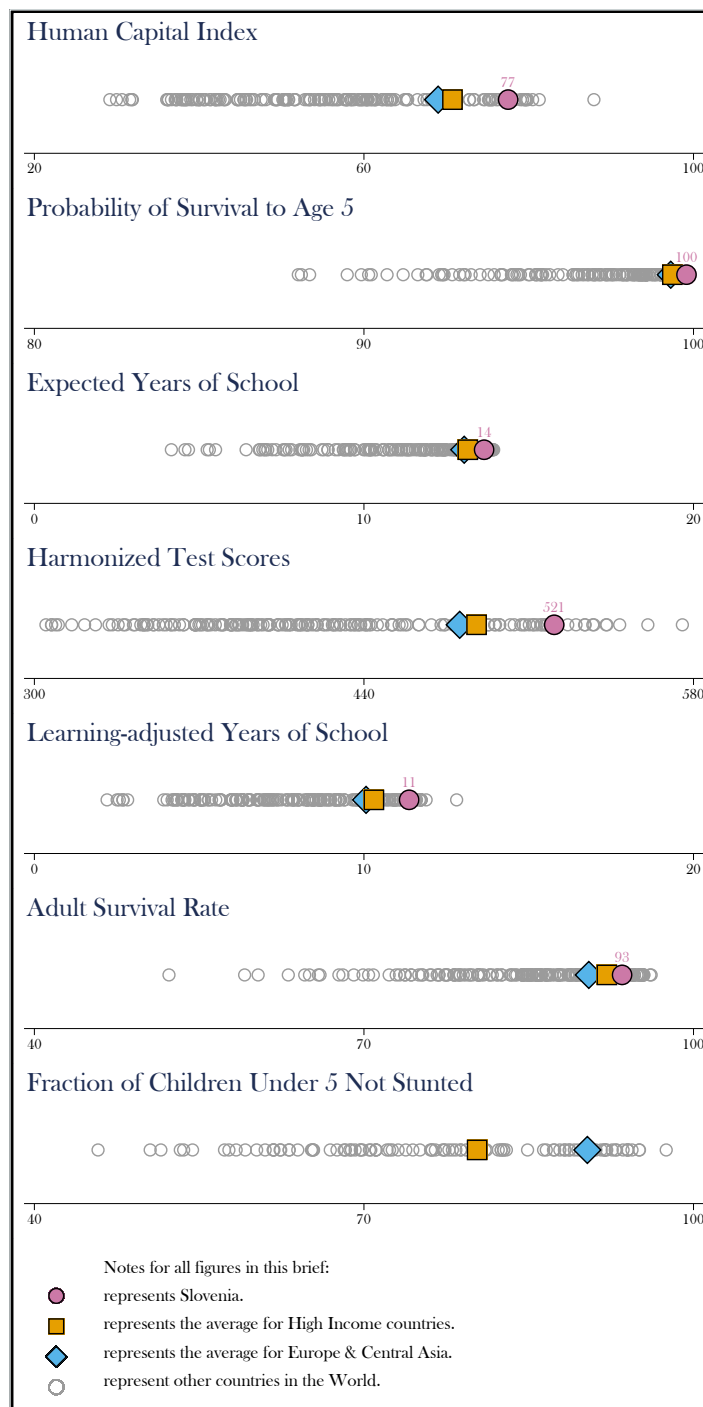 Human Capital Index
77
20 60 100
Probability of Survival to Age 5
100
80 90 100
Expected Years of School
14
0 10 20
Harmonized Test Scores
521
300 440 580
Learning-adjusted Years of School
11
0 10 20
Adult Survival Rate
93
40 70 100
Fraction of Children Under 5 Not Stunted
40 70 100
Notes for all figures in this brief:
represents Slovenia.
represents the average for High Income countries.
represents the average for Europe & Central Asia.
represent other countries in the World.